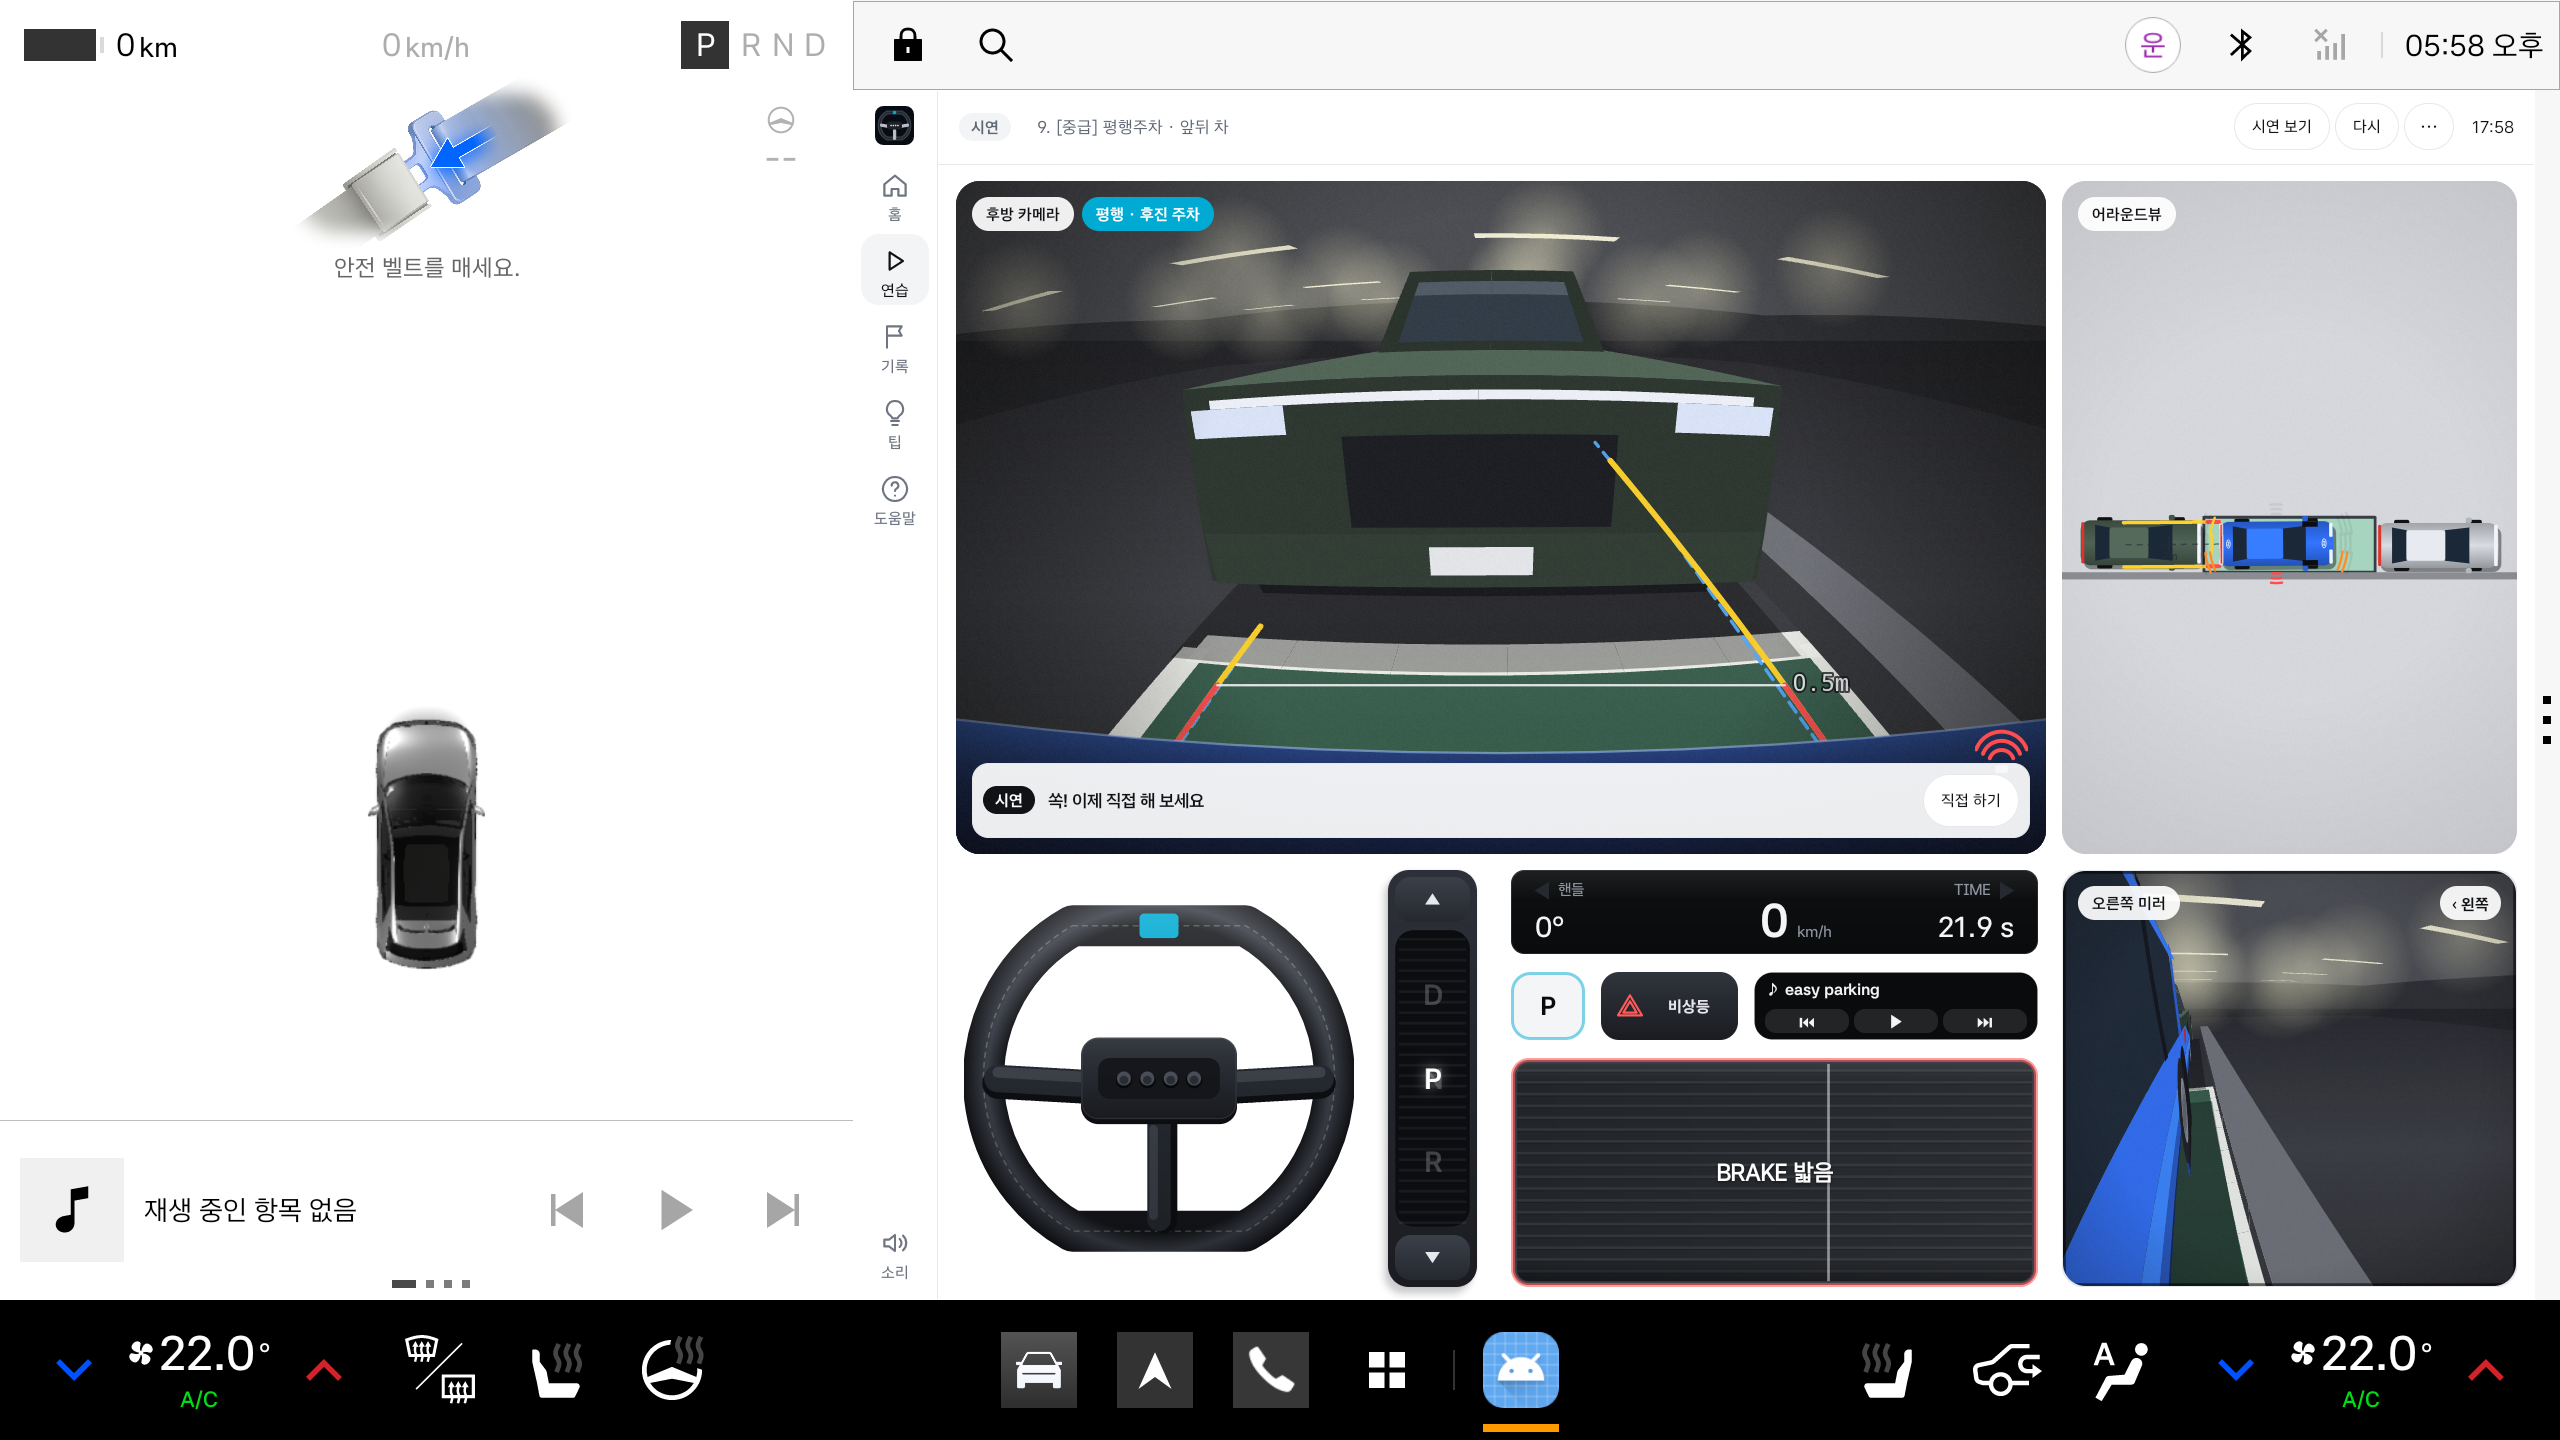 0 km
0 km/h
P R N D
운
05:58 오후
안전 벨트를 매세요.
재생 중인 항목 없음
홈
연습
기록
팁
도움말
소리
시연
9. [중급] 평행주차 · 앞뒤 차
시연 보기
다시
17:58
후방 카메라
평행 · 후진 주차
0.5m
시연
쏙! 이제 직접 해 보세요
직접 하기
어라운드뷰
D
P
R
핸들
0°
0 km/h
TIME
21.9 s
P
비상등
easy parking
BRAKE 밟음
오른쪽 미러
‹ 왼쪽
22.0°
A/C
A
22.0°
A/C